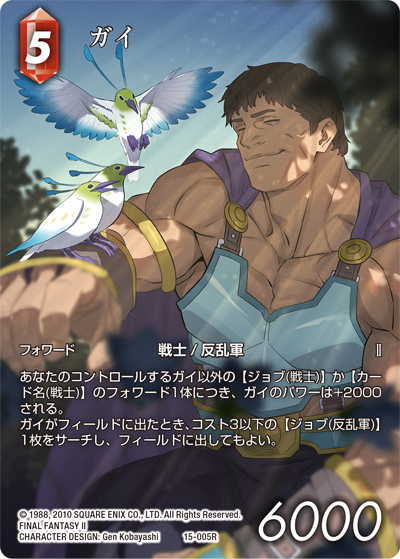 5
ガイ
フォワード 戦士 / 反乱軍 Ⅱ
あなたのコントロールするガイ以外の【ジョブ(戦士)】か【カー
ド名(戦士)】のフォワード1体につき、ガイのパワーは+2000
される。
ガイがフィールドに出たとき、コスト3以下の【ジョブ(反乱軍)】
1枚をサーチし、フィールドに出してもよい。
© 1988, 2010 SQUARE ENIX CO., LTD. All Rights Reserved.
FINAL FANTASY II
CHARACTER DESIGN: Gen Kobayashi 15-005R
6000